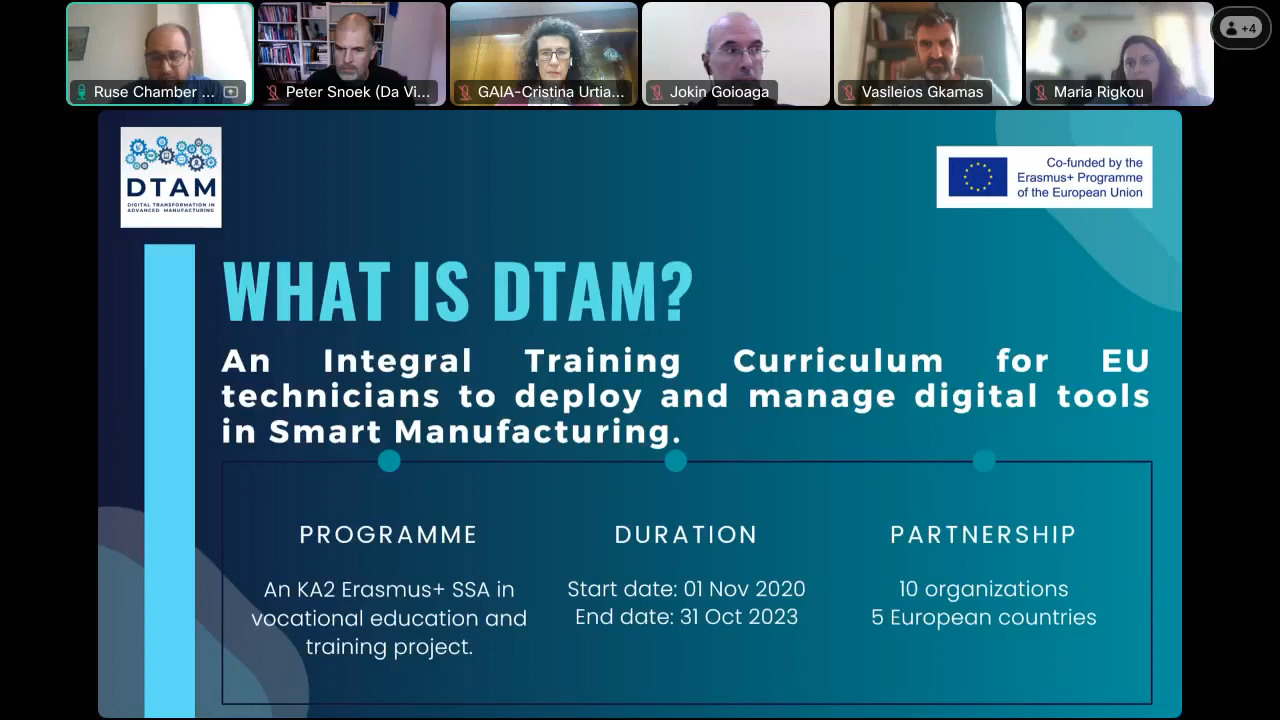 Ruse Chamber ...
Peter Snoek (Da Vi...
GAIA-Cristina Urtia...
Jokin Goioaga
Vasileios Gkamas
Maria Rigkou
+4
DTAM
DIGITAL TRANSFORMATION IN
ADVANCED MANUFACTURING
Co-funded by the
Erasmus+ Programme
of the European Union
WHAT IS DTAM?
An Integral Training Curriculum for EU
technicians to deploy and manage digital tools
in Smart Manufacturing.
PROGRAMME
An KA2 Erasmus+ SSA in
vocational education and
training project.
DURATION
Start date: 01 Nov 2020
End date: 31 Oct 2023
PARTNERSHIP
10 organizations
5 European countries